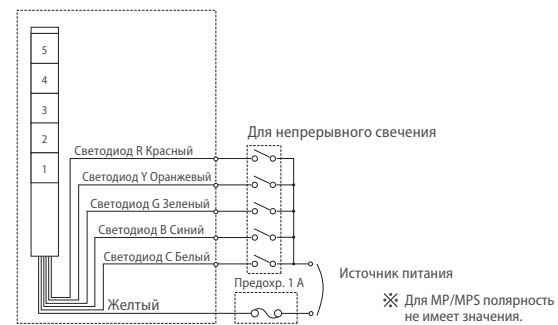 5
4
3
2
1
Для непрерывного свечения
Светодиод R Красный
Светодиод Y Оранжевый
Светодиод G Зеленый
Светодиод B Синий
Светодиод C Белый
Предохр. 1 А
Желтый
Источник питания
※ Для MP/MPS полярность
не имеет значения.